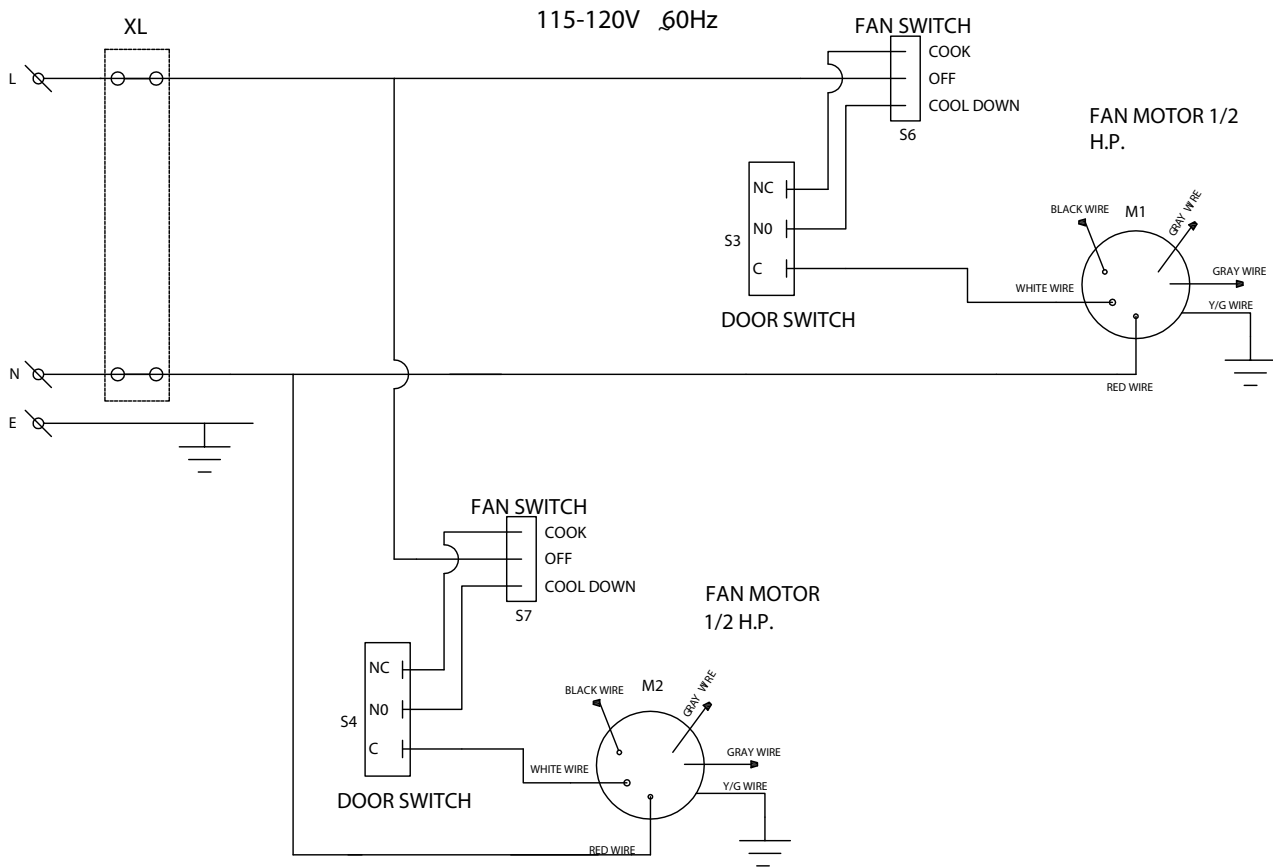 115-120V ~60Hz
XL
FAN SWITCH
COOK
L
OFF
COOL DOWN
S6
FAN MOTOR 1/2
H.P.
NC
N0
S3
C
DOOR SWITCH
BLACK WIRE
M1
GRAY WIRE
GRAY WIRE
WHITE WIRE
Y/G WIRE
RED WIRE
N
E
FAN SWITCH
COOK
OFF
COOL DOWN
S7
FAN MOTOR
1/2 H.P.
NC
N0
S4
C
DOOR SWITCH
BLACK WIRE
M2
GRAY WIRE
GRAY WIRE
WHITE WIRE
Y/G WIRE
RED WIRE